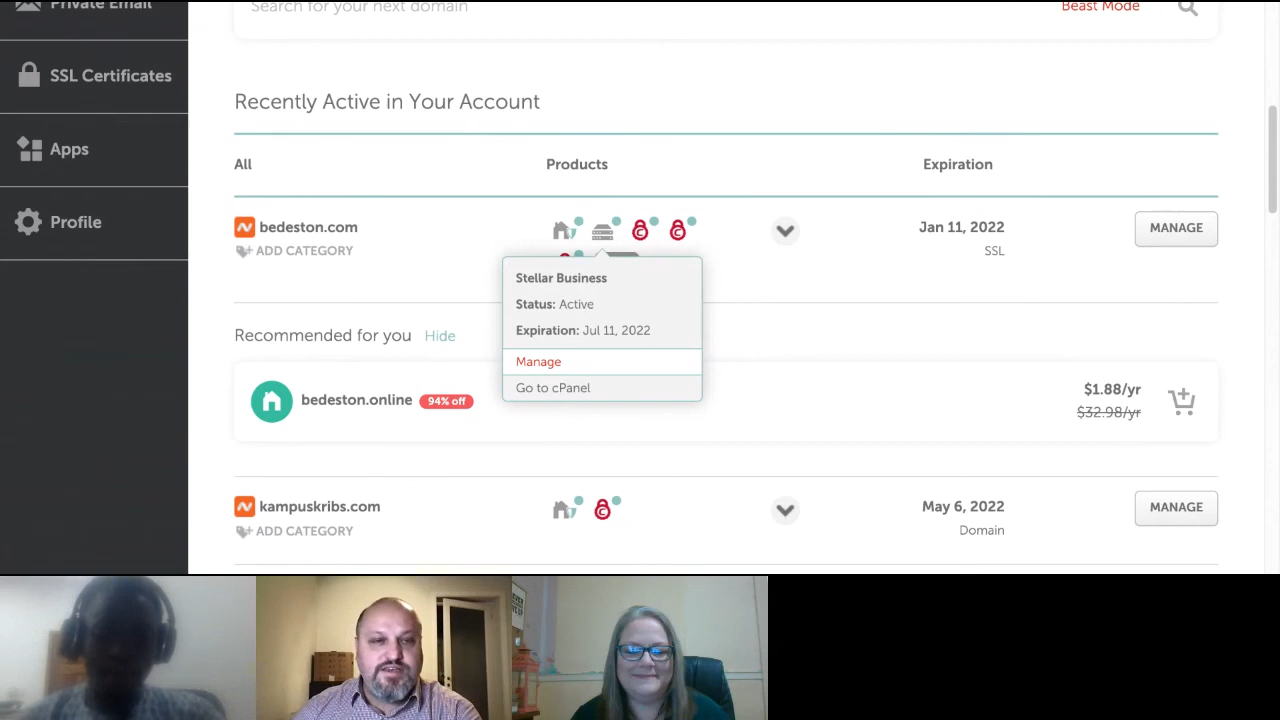 Private Email
Search for your next domain
Beast Mode
SSL Certificates
Recently Active in Your Account
Apps
All
Products
Expiration
Profile
bedeston.com
Jan 11, 2022
MANAGE
ADD CATEGORY
SSL
Stellar Business
Status: Active
Expiration: Jul 11, 2022
Recommended for you
Hide
Manage
Go to cPanel
bedeston.online
94% off
$1.88/yr
$32.98/yr
kampuskribs.com
May 6, 2022
MANAGE
ADD CATEGORY
Domain